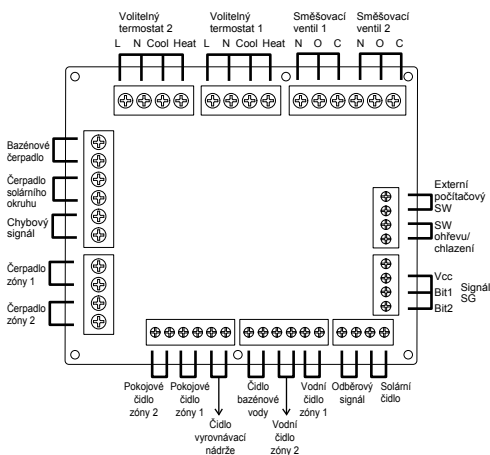 Volitelný
termostat 2
Volitelný
termostat 1
Směšovací
ventil 1
Směšovací
ventil 2
L N Cool Heat
L N Cool Heat
N O C
N O C
Bazénové
čerpadlo
Čerpadlo
solárního
okruhu
Chybový
signál
Čerpadlo
zóny 1
Čerpadlo
zóny 2
Externí
počítačový
SW
SW
ohřevu/
chlazení
Vcc
Bit1
Bit2
Signál
SG
Pokojové
čidlo
zóny 2
Pokojové
čidlo
zóny 1
Čidlo
vyrovnávací
nádrže
Čidlo
bazénové
vody
Vodní
čidlo
zóny 2
Vodní
čidlo
zóny 1
Odběrový
signál
Solární
čidlo